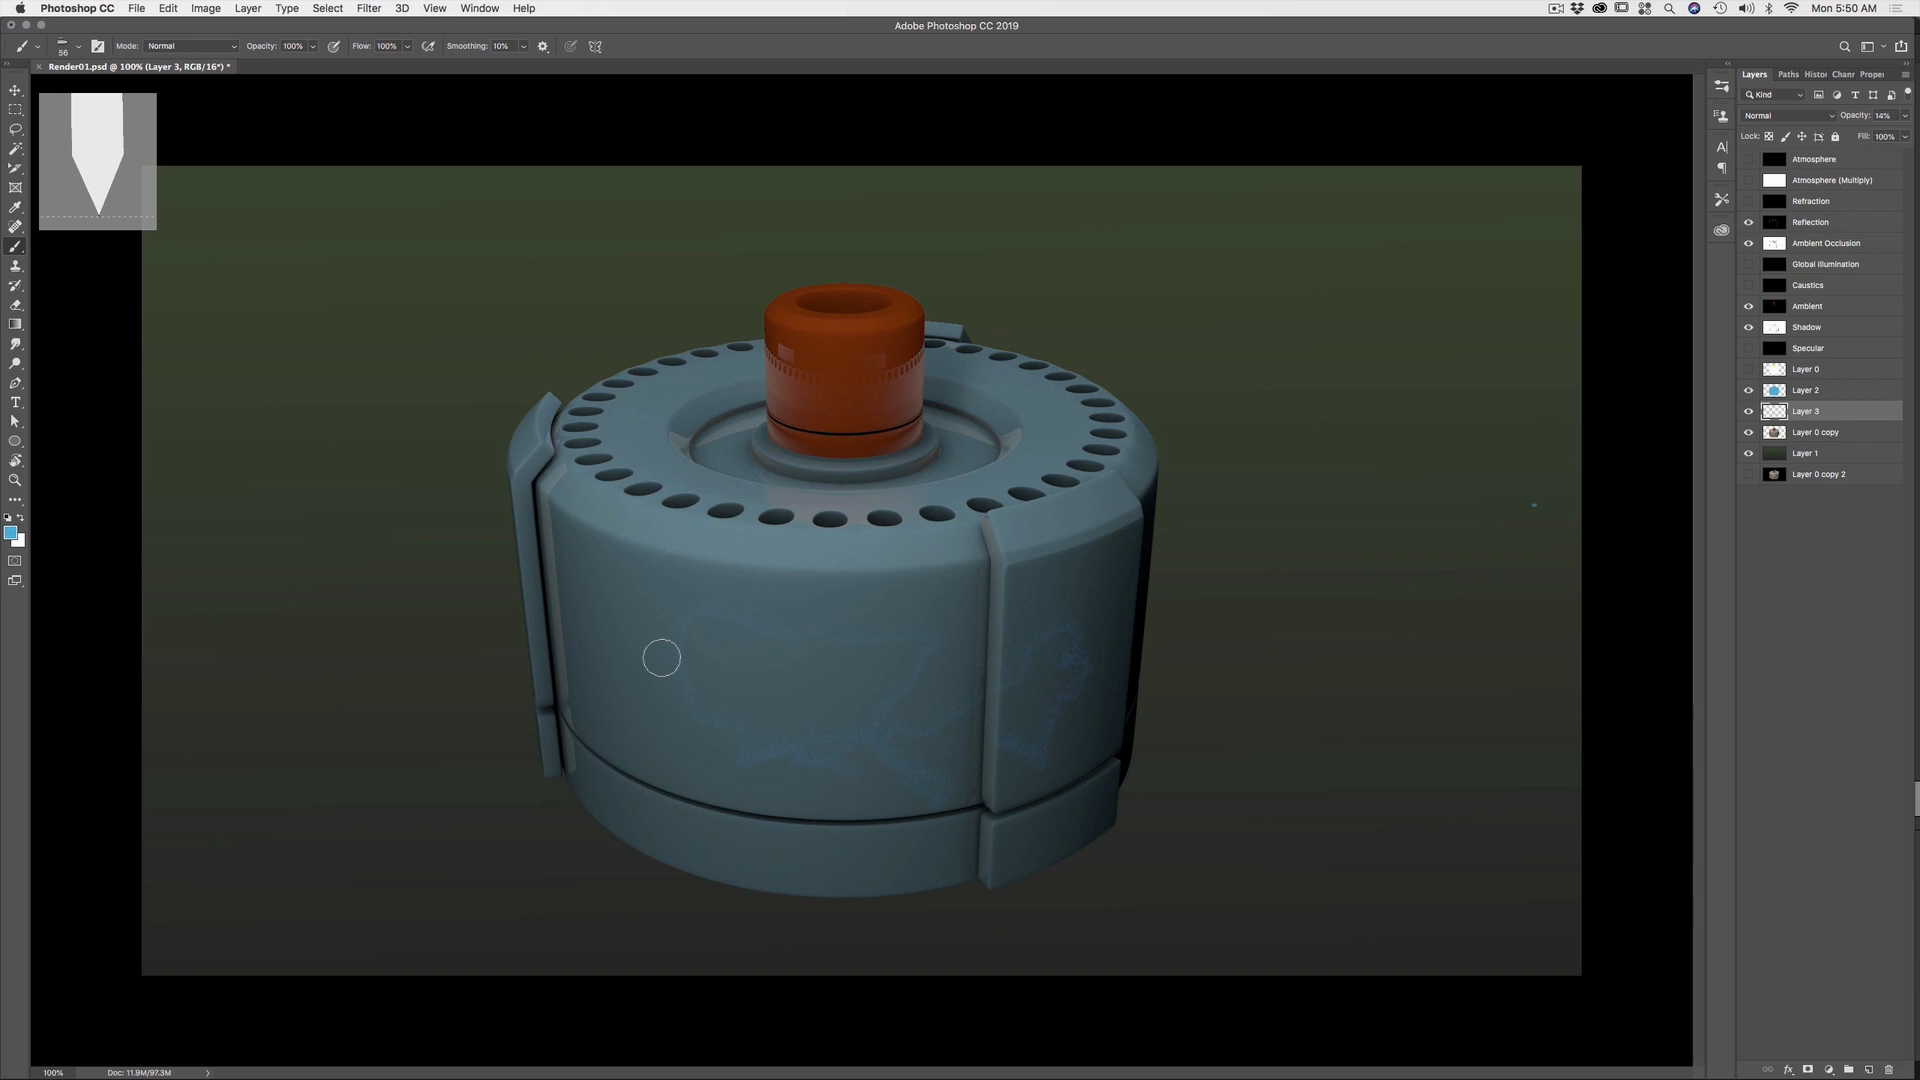 Photoshop CC File Edit Image Layer Type Select Filter 3D View Window Help Mon 5:50 AM
Adobe Photoshop CC 2019
56 Mode: Normal Opacity: 100% Flow: 100% Smoothing: 10%
Render01.psd @ 100% (Layer 3, RGB/16*) *
Layers Paths Histor Chanr Proper
Kind
Normal Opacity: 14%
Lock: Fill: 100%
Atmosphere
Atmosphere (Multiply)
Refraction
Reflection
Ambient Occlusion
Global Illumination
Caustics
Ambient
Shadow
Specular
Layer 0
Layer 2
Layer 3
Layer 0 copy
Layer 1
Layer 0 copy 2
100% Doc: 11.9M/97.3M